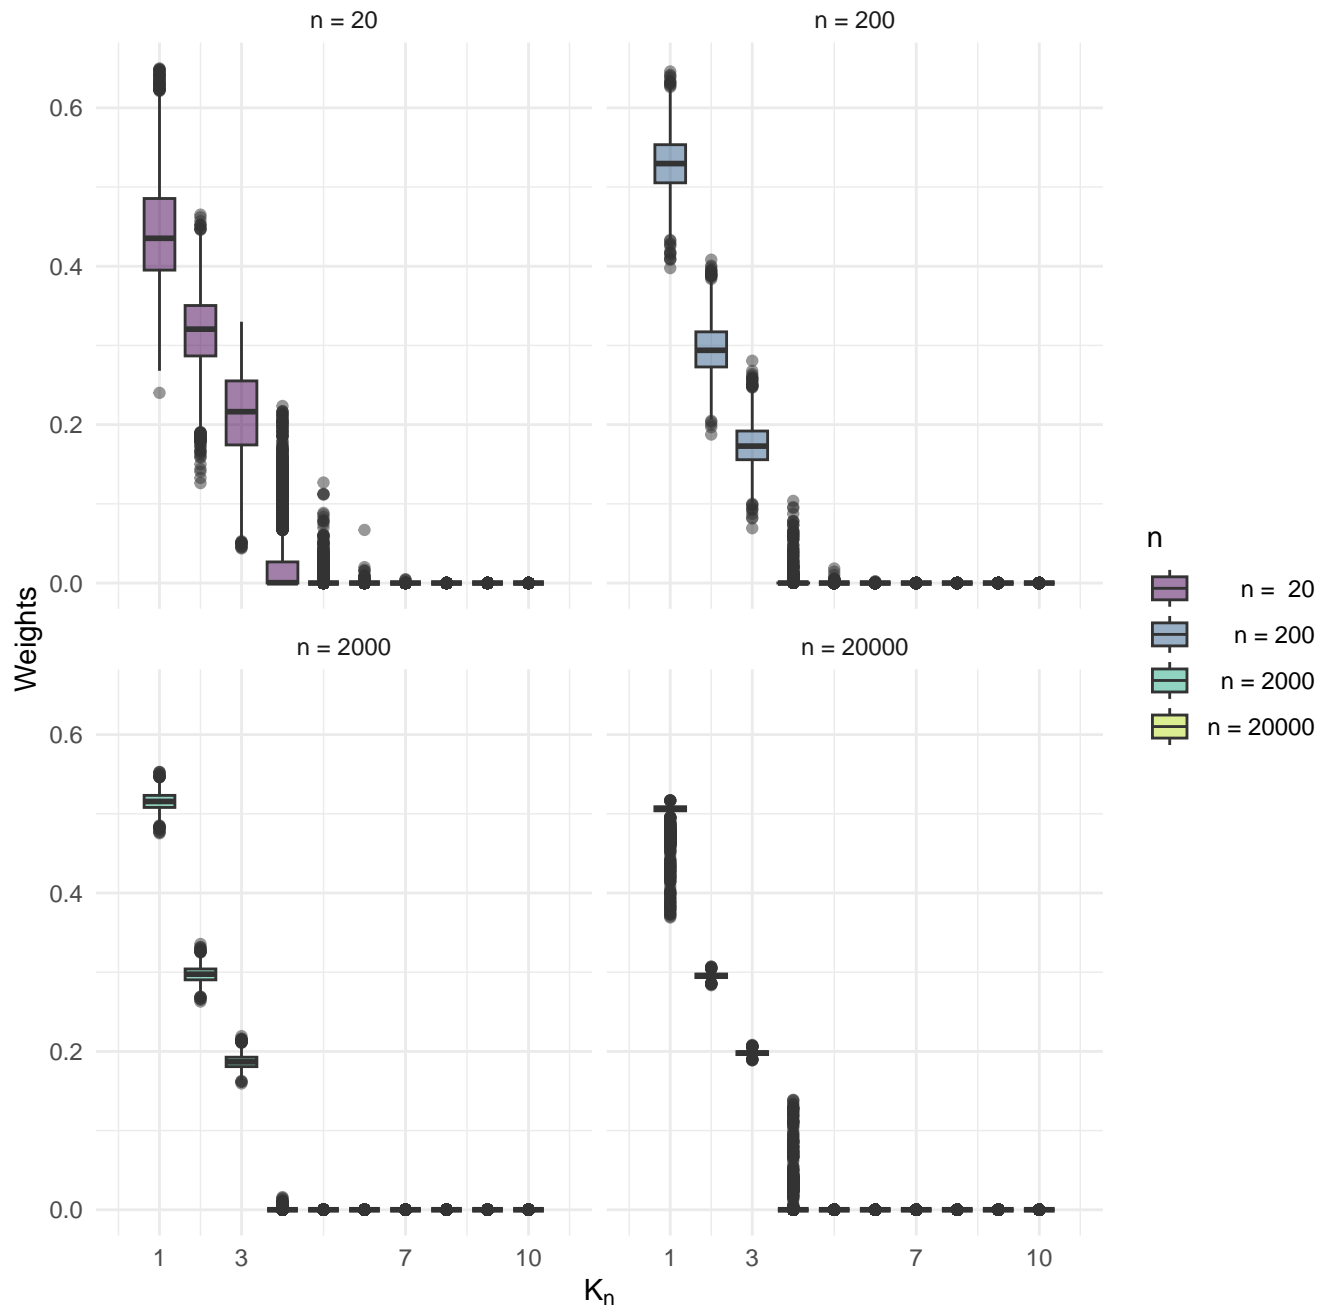 n = 20
n = 200
0.6
0.4
0.2
0.0
n = 2000
n = 20000
0.6
0.4
0.2
0.0
1 3 7 10
1 3 7 10
Weights
Kn
n
n = 20
n = 200
n = 2000
n = 20000